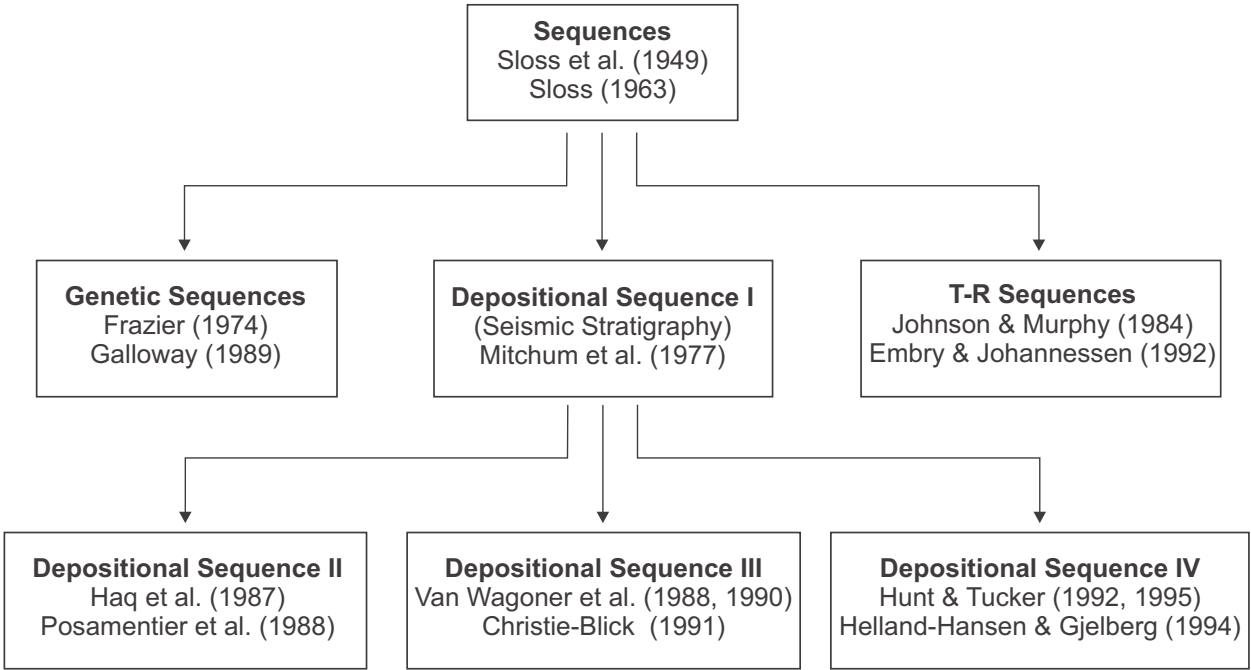 Sequences
Sloss et al. (1949)
Sloss (1963)
Genetic Sequences
Frazier (1974)
Galloway (1989)
Depositional Sequence I
(Seismic Stratigraphy)
Mitchum et al. (1977)
T-R Sequences
Johnson & Murphy (1984)
Embry & Johannessen (1992)
Depositional Sequence II
Haq et al. (1987)
Posamentier et al. (1988)
Depositional Sequence III
Van Wagoner et al. (1988, 1990)
Christie-Blick (1991)
Depositional Sequence IV
Hunt & Tucker (1992, 1995)
Helland-Hansen & Gjelberg (1994)